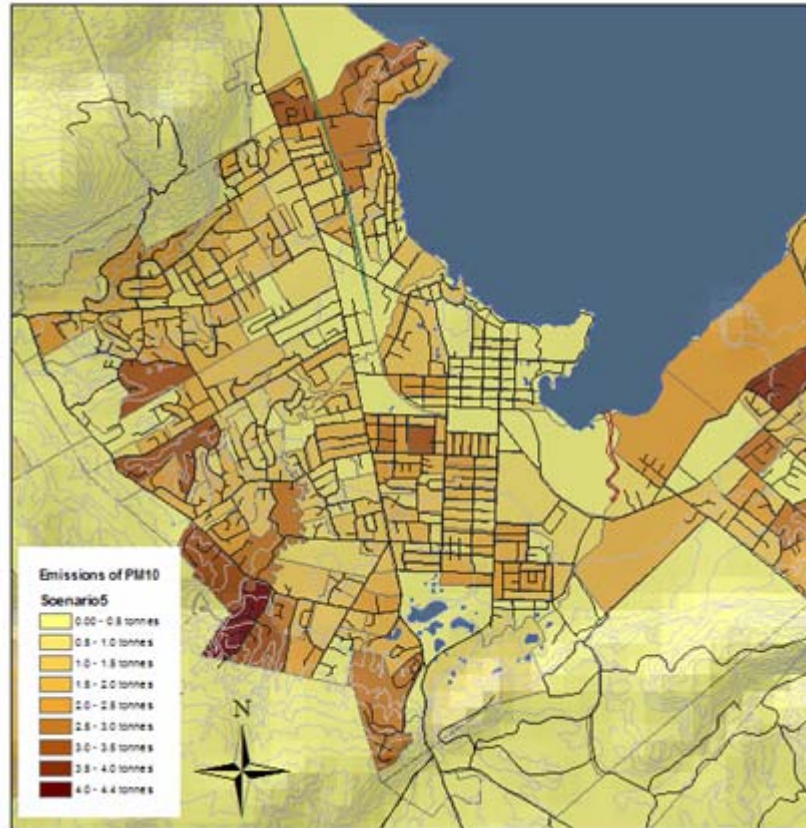 Emissions of PM10
Scenario5
0.00 - 0.5 tonnes
0.5 - 1.0 tonnes
1.0 - 1.5 tonnes
1.5 - 2.0 tonnes
2.0 - 2.5 tonnes
2.5 - 3.0 tonnes
3.0 - 3.5 tonnes
3.5 - 4.0 tonnes
4.0 - 4.4 tonnes
N